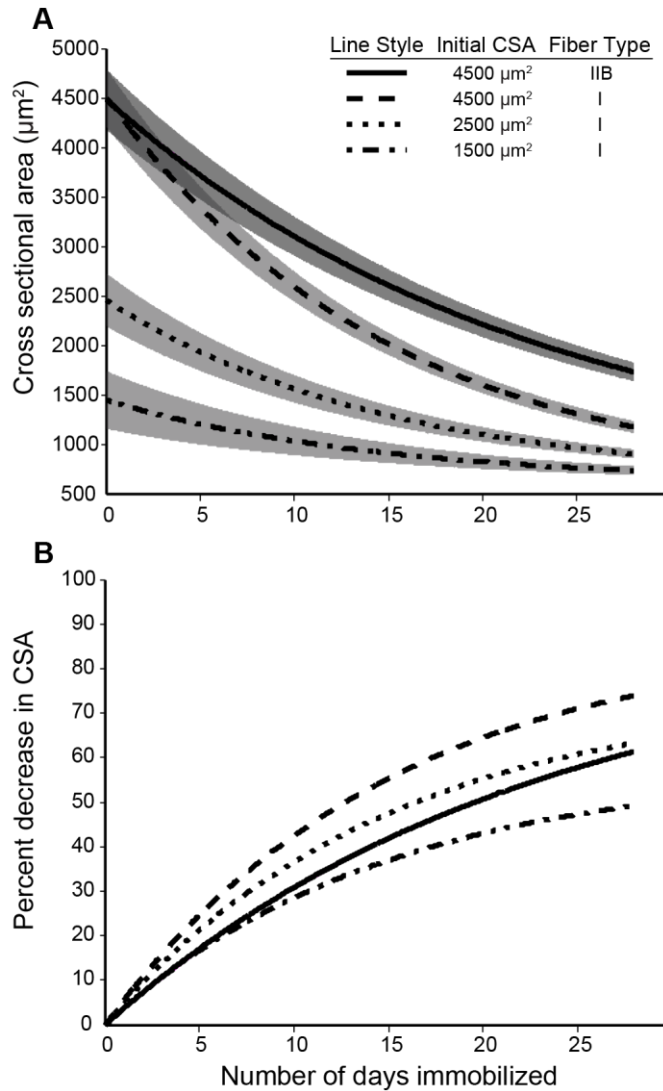 A
Line Style Initial CSA Fiber Type
4500 µm² IIB
4500 µm² I
2500 µm² I
1500 µm² I
Cross sectional area (µm²)
5000
4500
4000
3500
3000
2500
2000
1500
1000
500
0 5 10 15 20 25
B
Percent decrease in CSA
100
90
80
70
60
50
40
30
20
10
0
0 5 10 15 20 25
Number of days immobilized